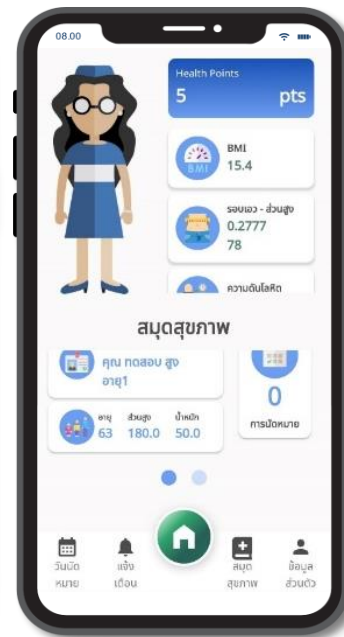 08.00
Health Points
5 pts
BMI
BMI
15.4
รอบเอว - ส่วนสูง
0.2777
78
ความดันโลหิต
สมุดสุขภาพ
คุณ ทดสอบ สูง
อายุ1
0
การนัดหมาย
อายุ ส่วนสูง น้ำหนัก
63 180.0 50.0
วันนัด
หมาย
แจ้ง
เตือน
สมุด
สุขภาพ
ข้อมูล
ส่วนตัว